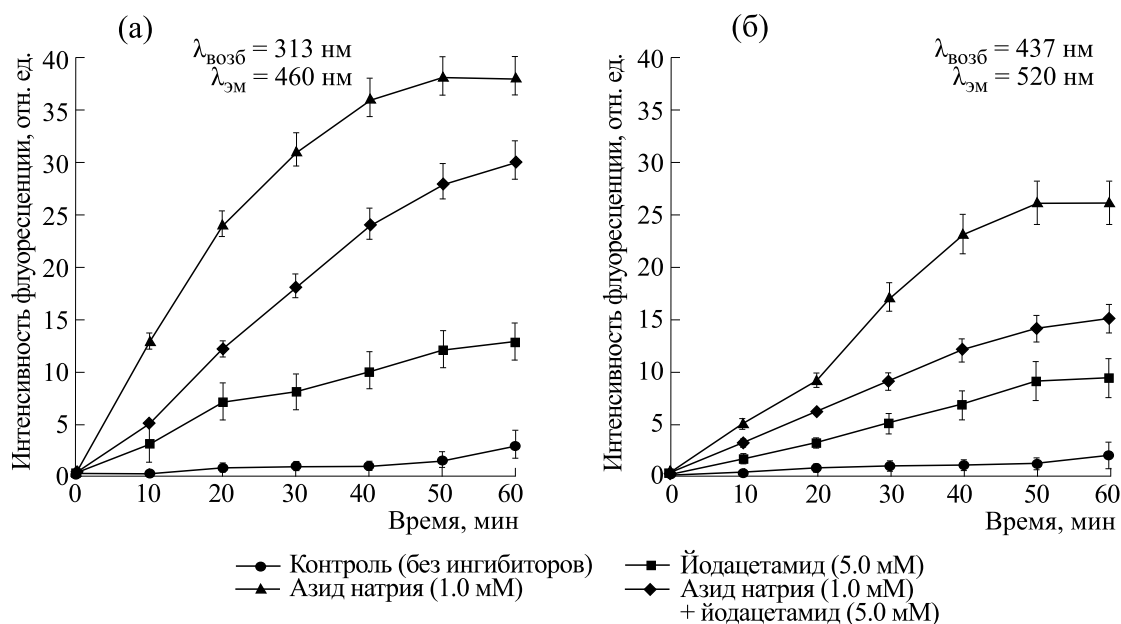 (а)
λвозб = 313 нм
λэм = 460 нм
Интенсивность флуоресценции, отн. ед.
40
35
30
25
20
15
10
5
0
0 10 20 30 40 50 60
Время, мин
(б)
λвозб = 437 нм
λэм = 520 нм
Интенсивность флуоресценции, отн. ед.
40
35
30
25
20
15
10
5
0
0 10 20 30 40 50 60
Время, мин
Контроль (без ингибиторов)
Азид натрия (1.0 мМ)
Йодацетамид (5.0 мМ)
Азид натрия (1.0 мМ)
+ йодацетамид (5.0 мМ)